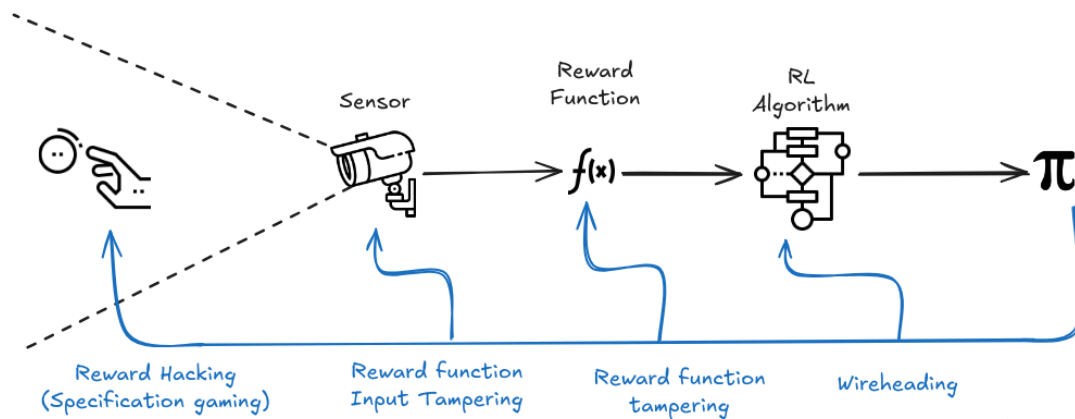 Sensor
Reward
Function
RL
Algorithm
f(x)
π
Reward Hacking
(Specification gaming)
Reward function
Input Tampering
Reward function
tampering
Wireheading